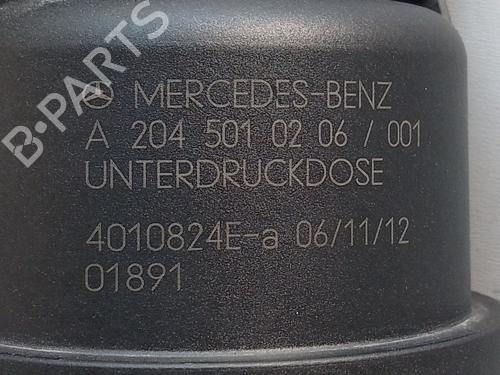 B-PARTS
MERCEDES-BENZ
A 204 501 02 06 / 001
UNTERDRUCKDOSE
4010824E-a 06/11/12
01891